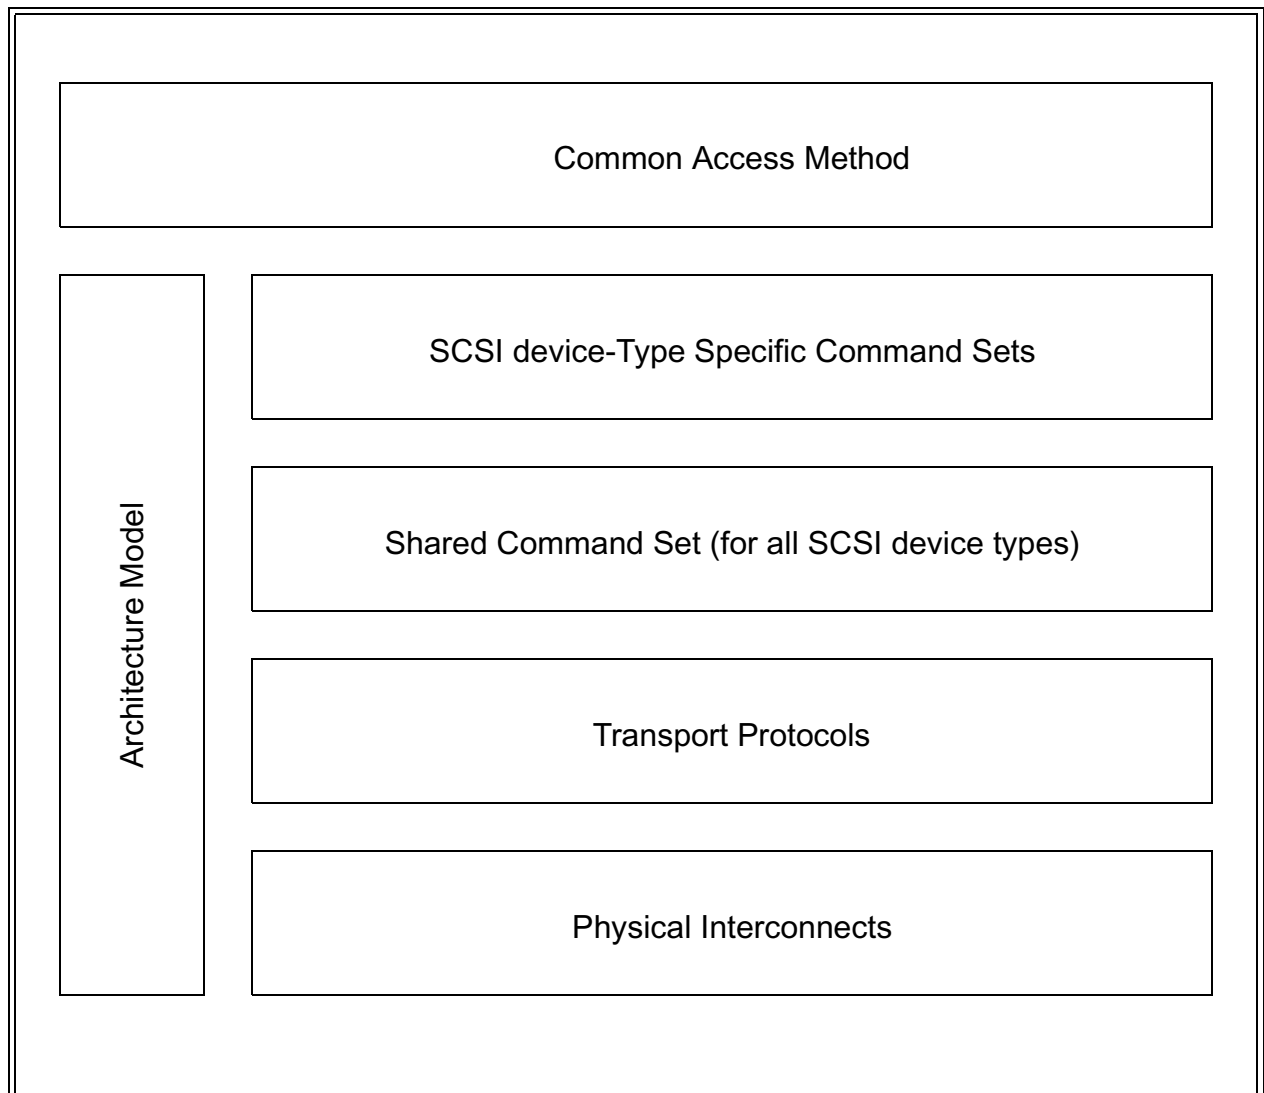 Common Access Method
SCSI device-Type Specific Command Sets
Shared Command Set (for all SCSI device types)
Architecture Model
Transport Protocols
Physical Interconnects